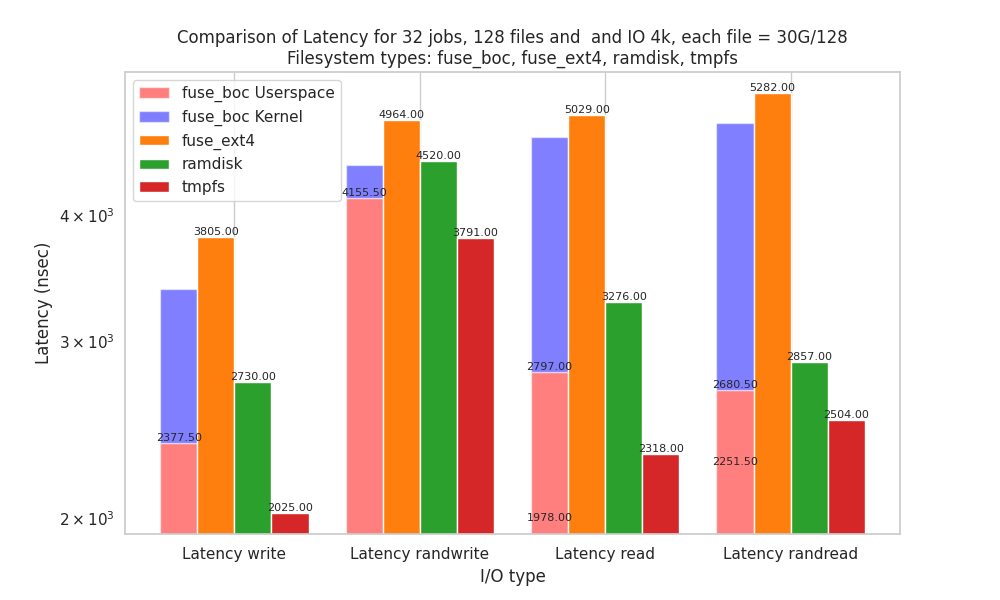 Comparison of Latency for 32 jobs, 128 files and  and IO 4k, each file = 30G/128
Filesystem types: fuse_boc, fuse_ext4, ramdisk, tmpfs
fuse_boc Userspace
fuse_boc Kernel
fuse_ext4
ramdisk
tmpfs
Latency (nsec)
4 × 10³
3 × 10³
2 × 10³
2377.50
3805.00
2730.00
2025.00
4155.50
4964.00
4520.00
3791.00
2797.00
1978.00
5029.00
3276.00
2318.00
2680.50
2251.50
5282.00
2857.00
2504.00
Latency write
Latency randwrite
Latency read
Latency randread
I/O type